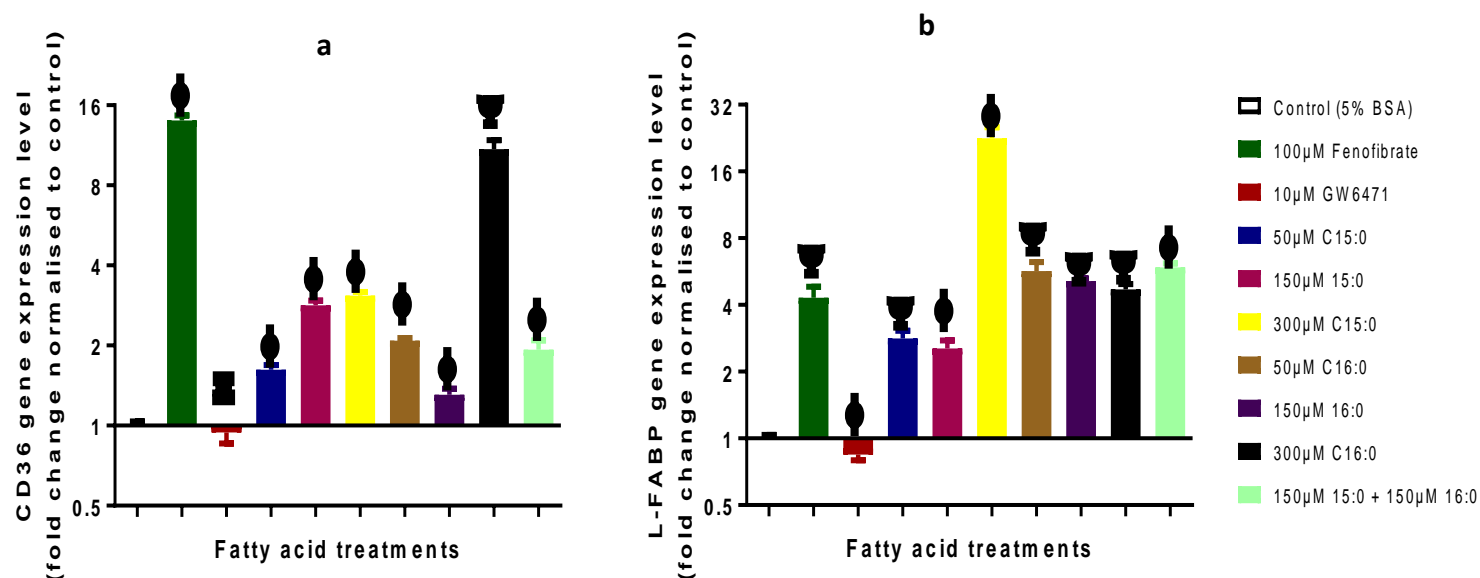 a
CD36 gene expression level
(fold change normalised to control)
16
8
4
2
1
0.5
Fatty acid treatments
b
L-FABP gene expression level
(fold change normalised to control)
32
16
8
4
2
1
0.5
Fatty acid treatments
Control (5% BSA)
100µM Fenofibrate
10µM GW6471
50µM C15:0
150µM 15:0
300µM C15:0
50µM C16:0
150µM 16:0
300µM C16:0
150µM 15:0 + 150µM 16:0